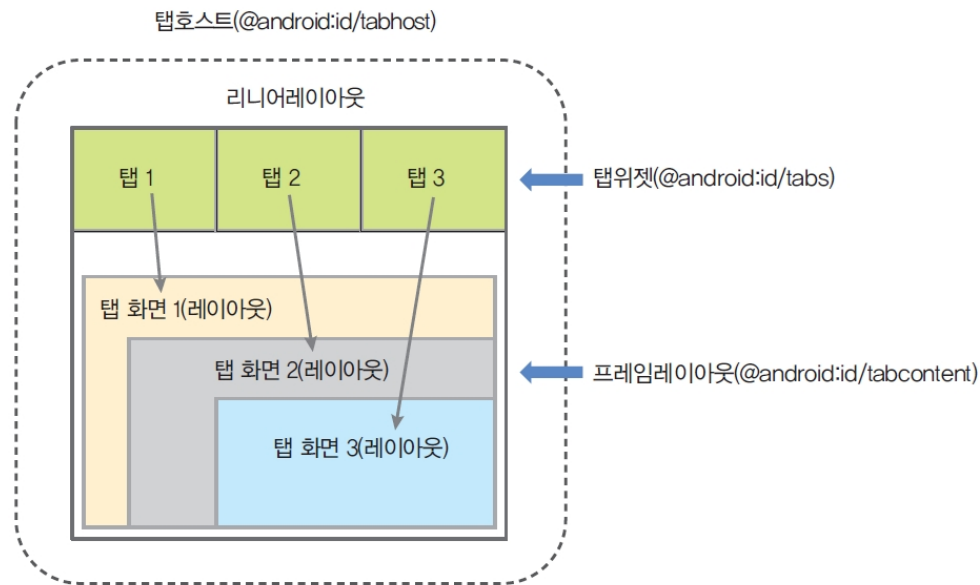 탭호스트(@android:id/tabhost)
리니어레이아웃
탭 1
탭 2
탭 3
탭위젯(@android:id/tabs)
탭 화면 1(레이아웃)
탭 화면 2(레이아웃)
프레임레이아웃(@android:id/tabcontent)
탭 화면 3(레이아웃)